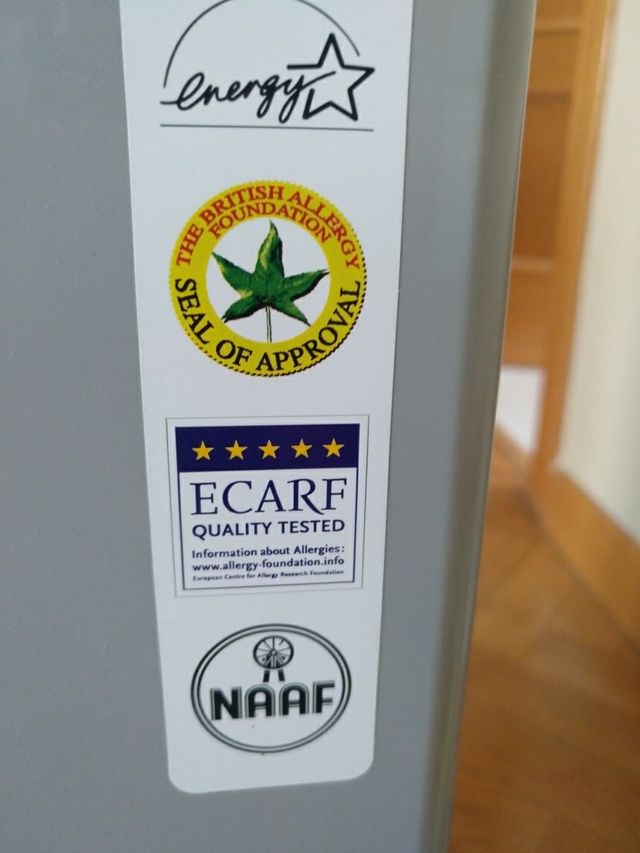 energy
THE BRITISH ALLERGY
FOUNDATION
SEAL OF APPROVAL
ECARF
QUALITY TESTED
Information about Allergies:
www.allergy-foundation.info
European Centre for Allergy Research Foundation
NAAF